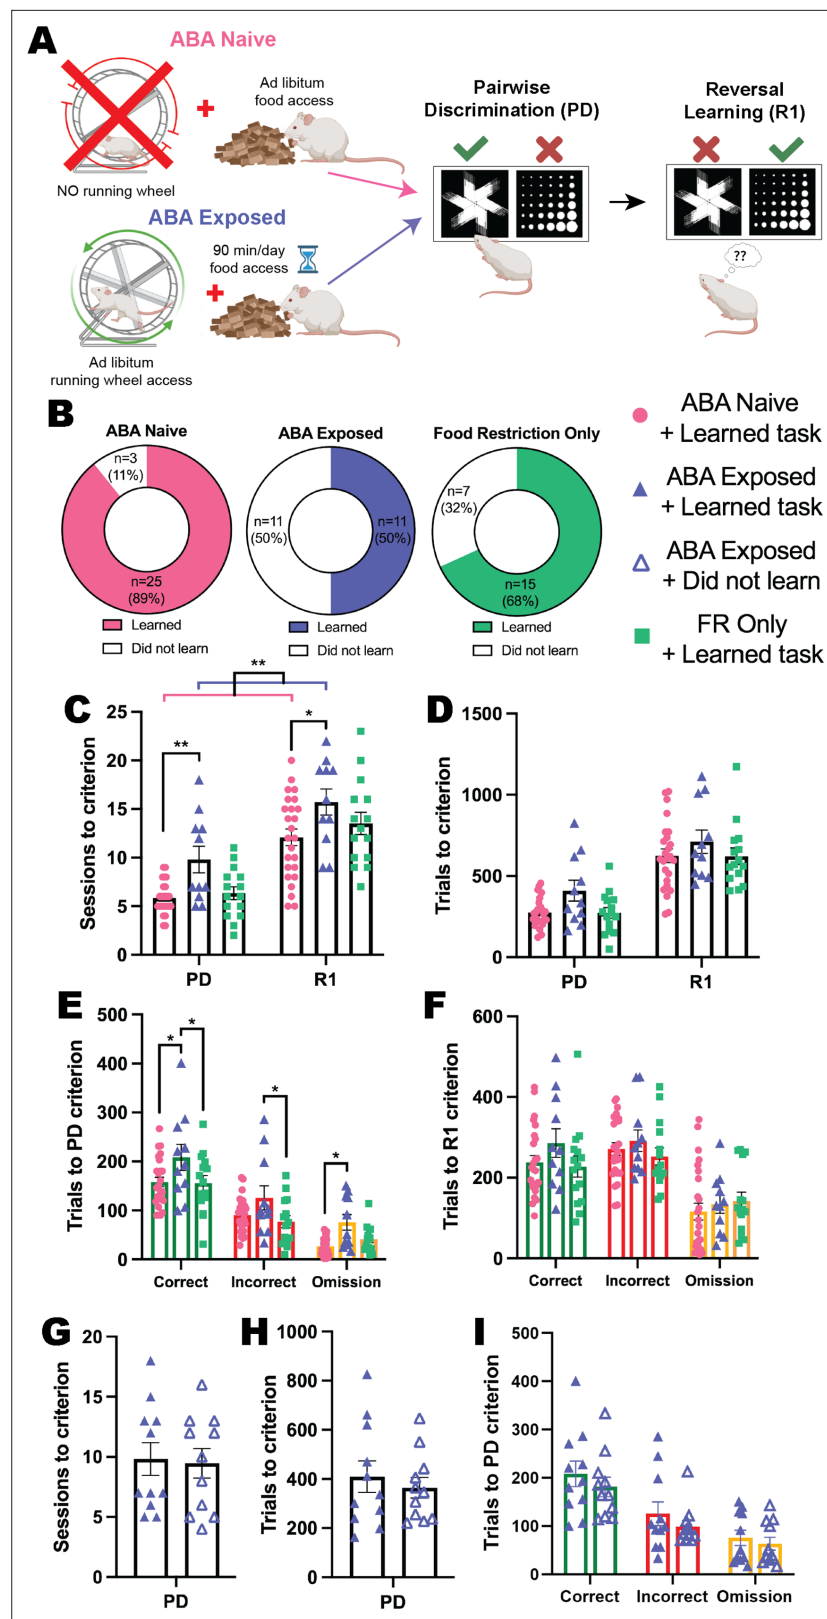 A
ABA Naive
Ad libitum
food access
NO running wheel
ABA Exposed
90 min/day
food access
Ad libitum
running wheel access
Pairwise
Discrimination (PD)
Reversal
Learning (R1)
??
B
ABA Naive
n=3
(11%)
n=25
(89%)
Learned
Did not learn
ABA Exposed
n=11
(50%)
n=11
(50%)
Learned
Did not learn
Food Restriction Only
n=7
(32%)
n=15
(68%)
Learned
Did not learn
ABA Naive
+ Learned task
ABA Exposed
+ Learned task
ABA Exposed
+ Did not learn
FR Only
+ Learned task
C
Sessions to criterion
25
20
15
10
5
0
**
**
*
PD
R1
D
Trials to criterion
1500
1000
500
0
PD
R1
E
Trials to PD criterion
500
400
300
200
100
0
*
*
*
*
Correct
Incorrect
Omission
F
Trials to R1 criterion
600
400
200
0
Correct
Incorrect
Omission
G
Sessions to criterion
20
15
10
5
0
PD
H
Trials to criterion
1000
800
600
400
200
0
PD
I
Trials to PD criterion
500
400
300
200
100
0
Correct
Incorrect
Omission